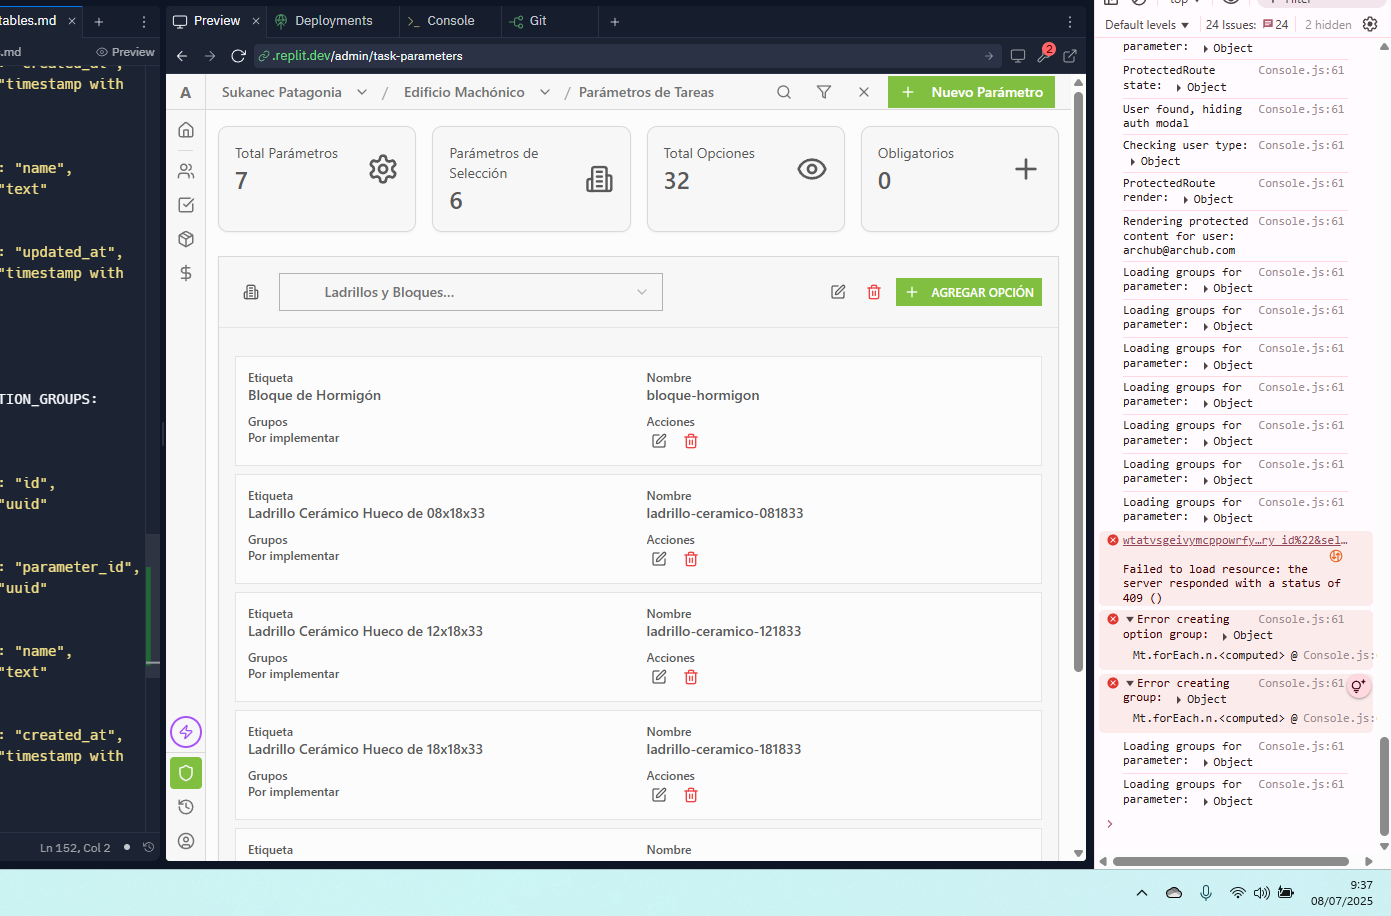 tables.md
.md
Preview
: "created_at",
"timestamp with
: "name",
"text"
: "updated_at",
"timestamp with
TION_GROUPS:
: "id",
"uuid"
: "parameter_id",
"uuid"
: "name",
"text"
: "created_at",
"timestamp with
Ln 152, Col 2
Preview
Deployments
Console
Git
.replit.dev/admin/task-parameters
2
A
Sukanec Patagonia
/
Edificio Machónico
/
Parámetros de Tareas
Nuevo Parámetro
Total Parámetros
7
Parámetros de
Selección
6
Total Opciones
32
Obligatorios
0
Ladrillos y Bloques...
AGREGAR OPCIÓN
Etiqueta
Bloque de Hormigón
Nombre
bloque-hormigon
Grupos
Por implementar
Acciones
Etiqueta
Ladrillo Cerámico Hueco de 08x18x33
Nombre
ladrillo-ceramico-081833
Grupos
Por implementar
Acciones
Etiqueta
Ladrillo Cerámico Hueco de 12x18x33
Nombre
ladrillo-ceramico-121833
Grupos
Por implementar
Acciones
Etiqueta
Ladrillo Cerámico Hueco de 18x18x33
Nombre
ladrillo-ceramico-181833
Grupos
Por implementar
Acciones
Etiqueta
Nombre
top
Filter
Default levels
24 Issues:
24
2 hidden
parameter: Object
ProtectedRoute Console.js:61
state: Object
User found, hiding Console.js:61
auth modal
Checking user type: Console.js:61
Object
ProtectedRoute Console.js:61
render: Object
Rendering protected Console.js:61
content for user:
archub@archub.com
Loading groups for Console.js:61
parameter: Object
Loading groups for Console.js:61
parameter: Object
Loading groups for Console.js:61
parameter: Object
Loading groups for Console.js:61
parameter: Object
Loading groups for Console.js:61
parameter: Object
Loading groups for Console.js:61
parameter: Object
Loading groups for Console.js:61
parameter: Object
wtatvsgeivymcppowrfy…ry_id%22&sel…
Failed to load resource: the
server responded with a status of
409 ()
Error creating Console.js:61
option group: Object
Mt.forEach.n.<computed> @ Console.js:
Error creating Console.js:61
group: Object
Mt.forEach.n.<computed> @ Console.js:
Loading groups for Console.js:61
parameter: Object
Loading groups for Console.js:61
parameter: Object
9:37
08/07/2025